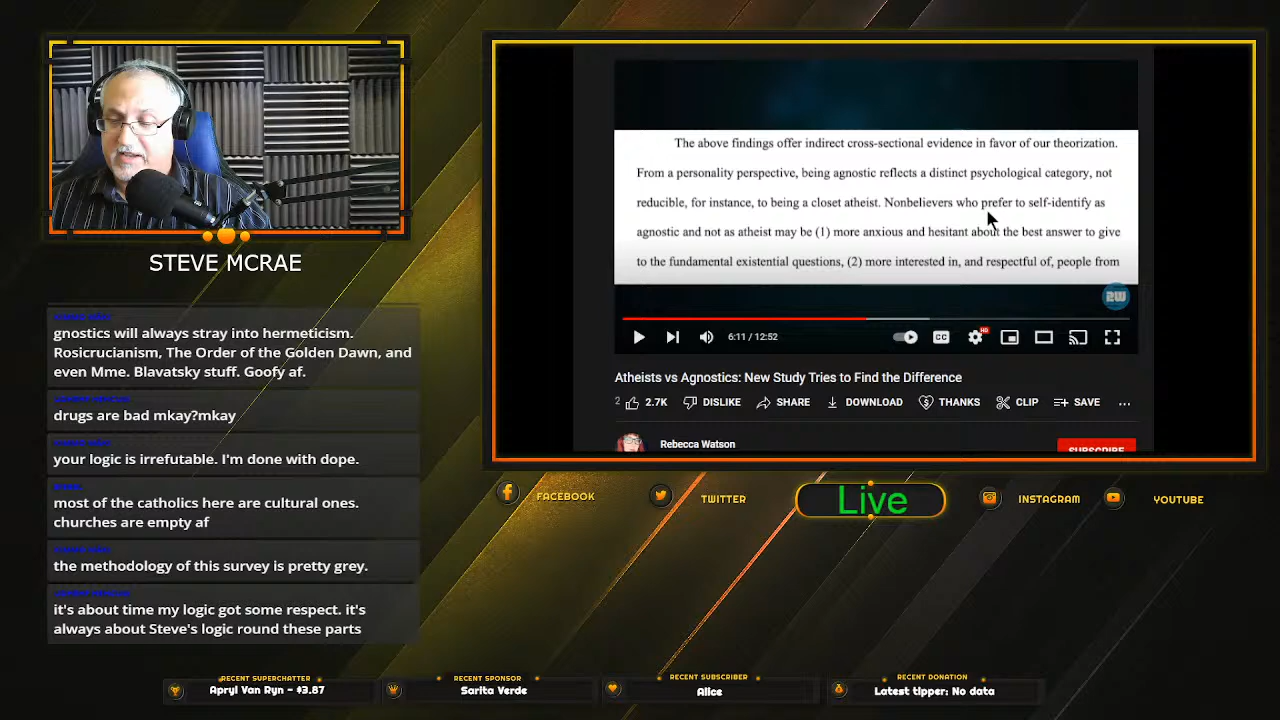 STEVE MCRAE
gnostics will always stray into hermeticism.
Rosicrucianism, The Order of the Golden Dawn, and
even Mme. Blavatsky stuff. Goofy af.
drugs are bad mkay?mkay
your logic is irrefutable. I'm done with dope.
most of the catholics here are cultural ones.
churches are empty af
the methodology of this survey is pretty grey.
it's about time my logic got some respect. it's
always about Steve's logic round these parts
The above findings offer indirect cross-sectional evidence in favor of our theorization.
From a personality perspective, being agnostic reflects a distinct psychological category, not
reducible, for instance, to being a closet atheist. Nonbelievers who prefer to self-identify as
agnostic and not as atheist may be (1) more anxious and hesitant about the best answer to give
to the fundamental existential questions, (2) more interested in, and respectful of, people from
6:11 / 12:52
CC
HD
Atheists vs Agnostics: New Study Tries to Find the Difference
2 2.7K DISLIKE SHARE DOWNLOAD THANKS CLIP SAVE ...
Rebecca Watson
SUBSCRIBE
FACEBOOK TWITTER Live INSTAGRAM YOUTUBE
RECENT SUPERCHATTER
Apryl Van Ryn - $3.87
RECENT SPONSOR
Sarita Verde
RECENT SUBSCRIBER
Alice
RECENT DONATION
Latest tipper: No data